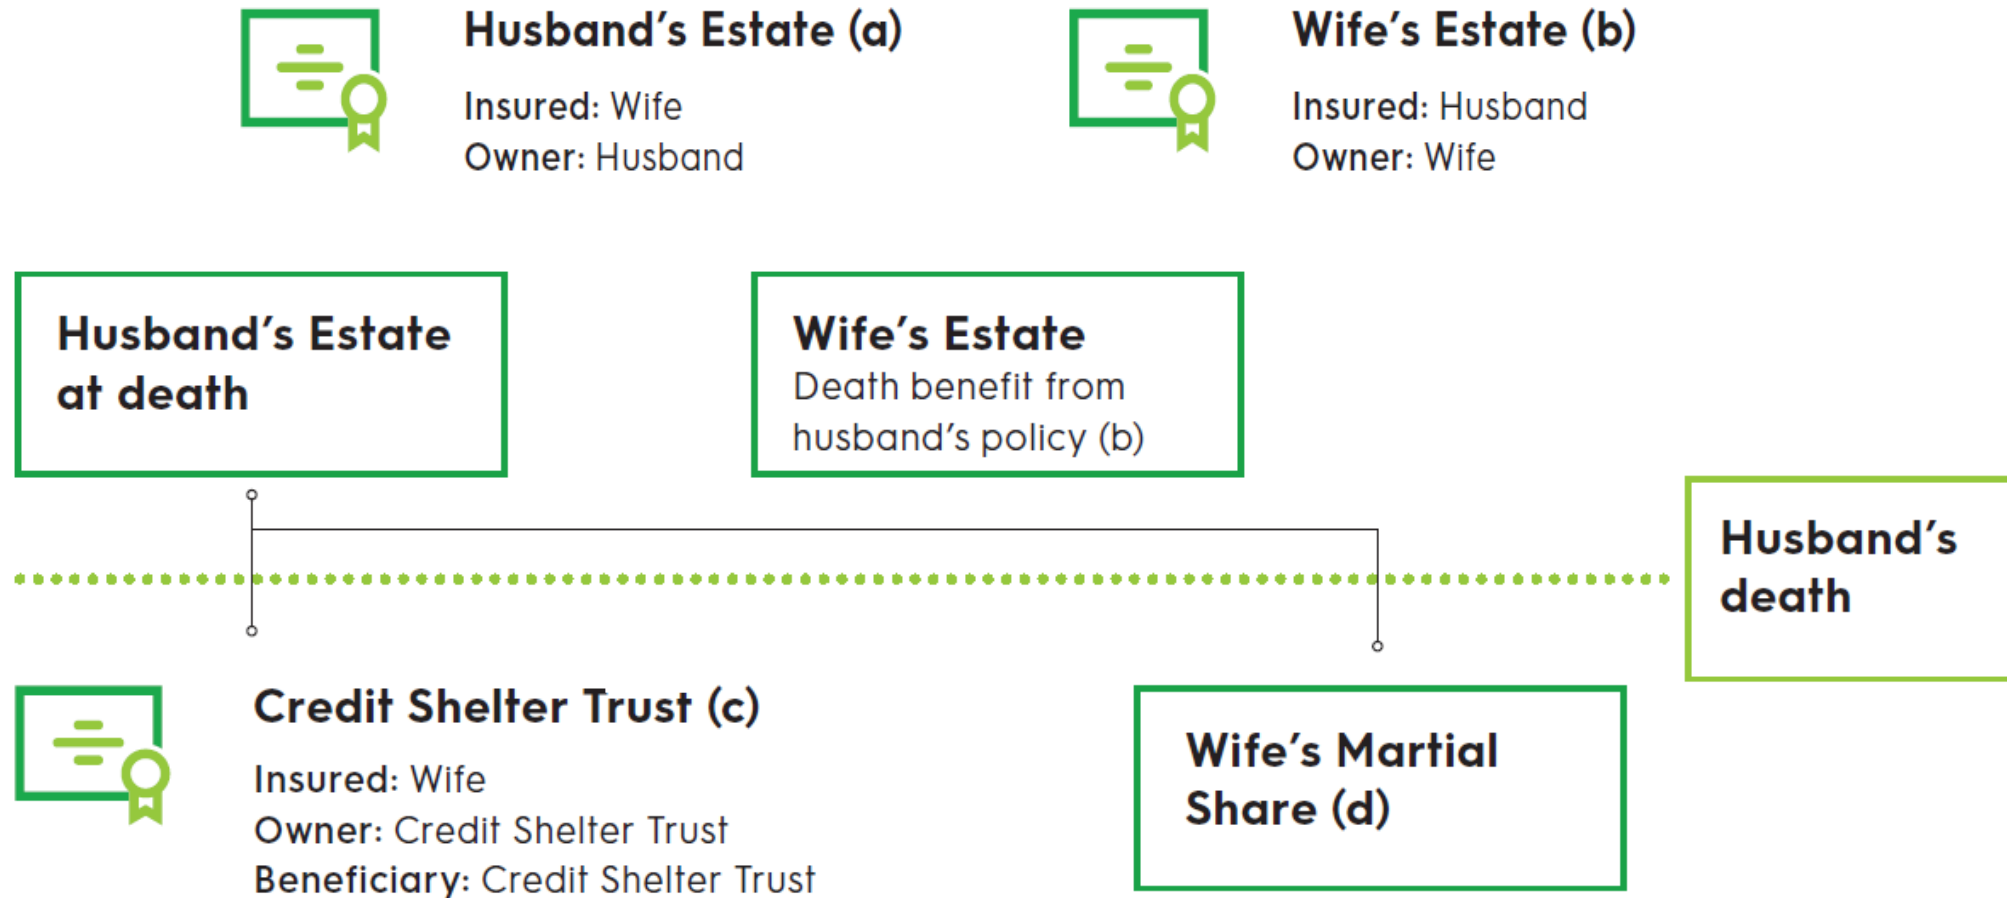 Husband's Estate (a)
Insured: Wife
Owner: Husband
Wife's Estate (b)
Insured: Husband
Owner: Wife
Husband's Estate
at death
Wife's Estate
Death benefit from
husband's policy (b)
Husband's
death
Credit Shelter Trust (c)
Insured: Wife
Owner: Credit Shelter Trust
Beneficiary: Credit Shelter Trust
Wife's Martial
Share (d)